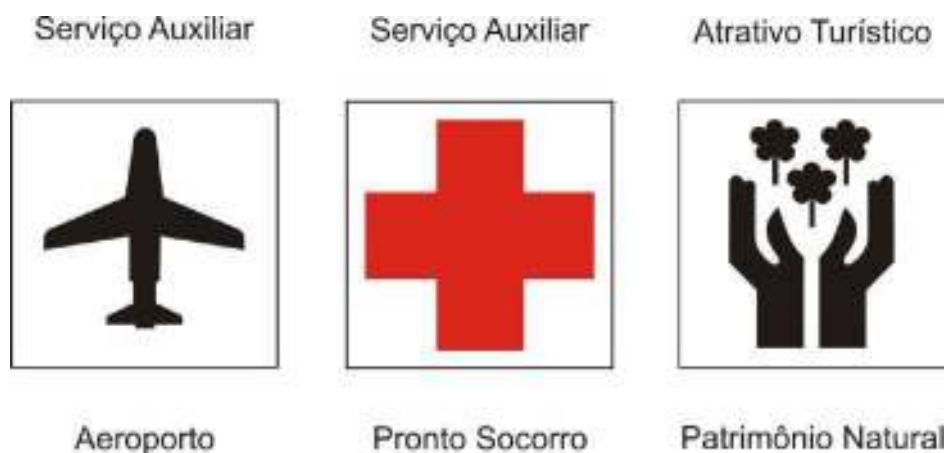 Serviço Auxiliar
Serviço Auxiliar
Atrativo Turístico
Aeroporto
Pronto Socorro
Patrimônio Natural